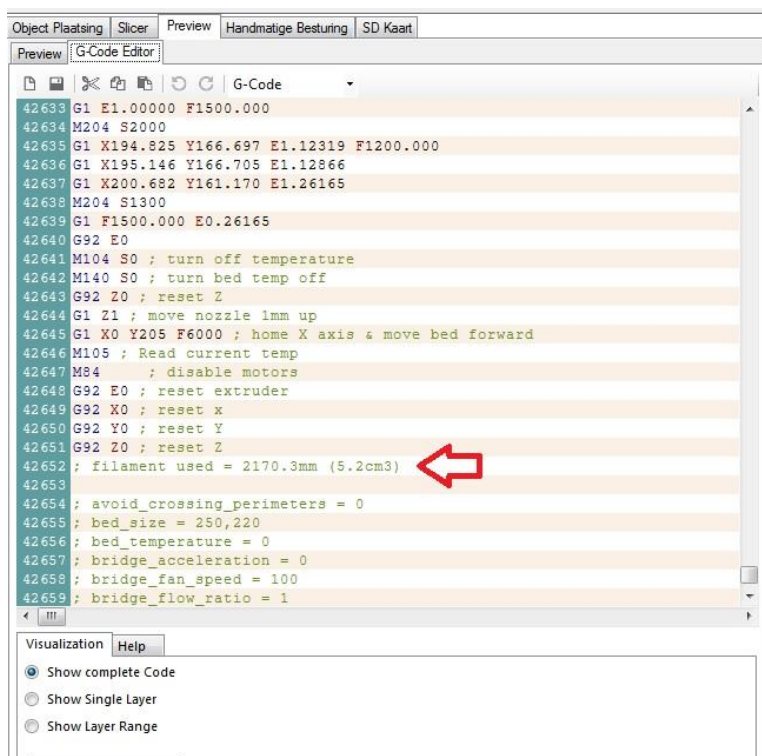 Object Plaatsing Slicer Preview Handmatige Besturing SD Kaart
Preview G-Code Editor
G-Code
42633 G1 E1.00000 F1500.000
42634 M204 S2000
42635 G1 X194.825 Y166.697 E1.12319 F1200.000
42636 G1 X195.146 Y166.705 E1.12866
42637 G1 X200.682 Y161.170 E1.26165
42638 M204 S1300
42639 G1 F1500.000 E0.26165
42640 G92 E0
42641 M104 S0 ; turn off temperature
42642 M140 S0 ; turn bed temp off
42643 G92 Z0 ; reset Z
42644 G1 Z1 ; move nozzle 1mm up
42645 G1 X0 Y205 F6000 ; home X axis & move bed forward
42646 M105 ; Read current temp
42647 M84 ; disable motors
42648 G92 E0 ; reset extruder
42649 G92 X0 ; reset x
42650 G92 Y0 ; reset Y
42651 G92 Z0 ; reset Z
42652 ; filament used = 2170.3mm (5.2cm3)
42653
42654 ; avoid_crossing_perimeters = 0
42655 ; bed_size = 250,220
42656 ; bed_temperature = 0
42657 ; bridge_acceleration = 0
42658 ; bridge_fan_speed = 100
42659 ; bridge_flow_ratio = 1
Visualization Help
Show complete Code
Show Single Layer
Show Layer Range